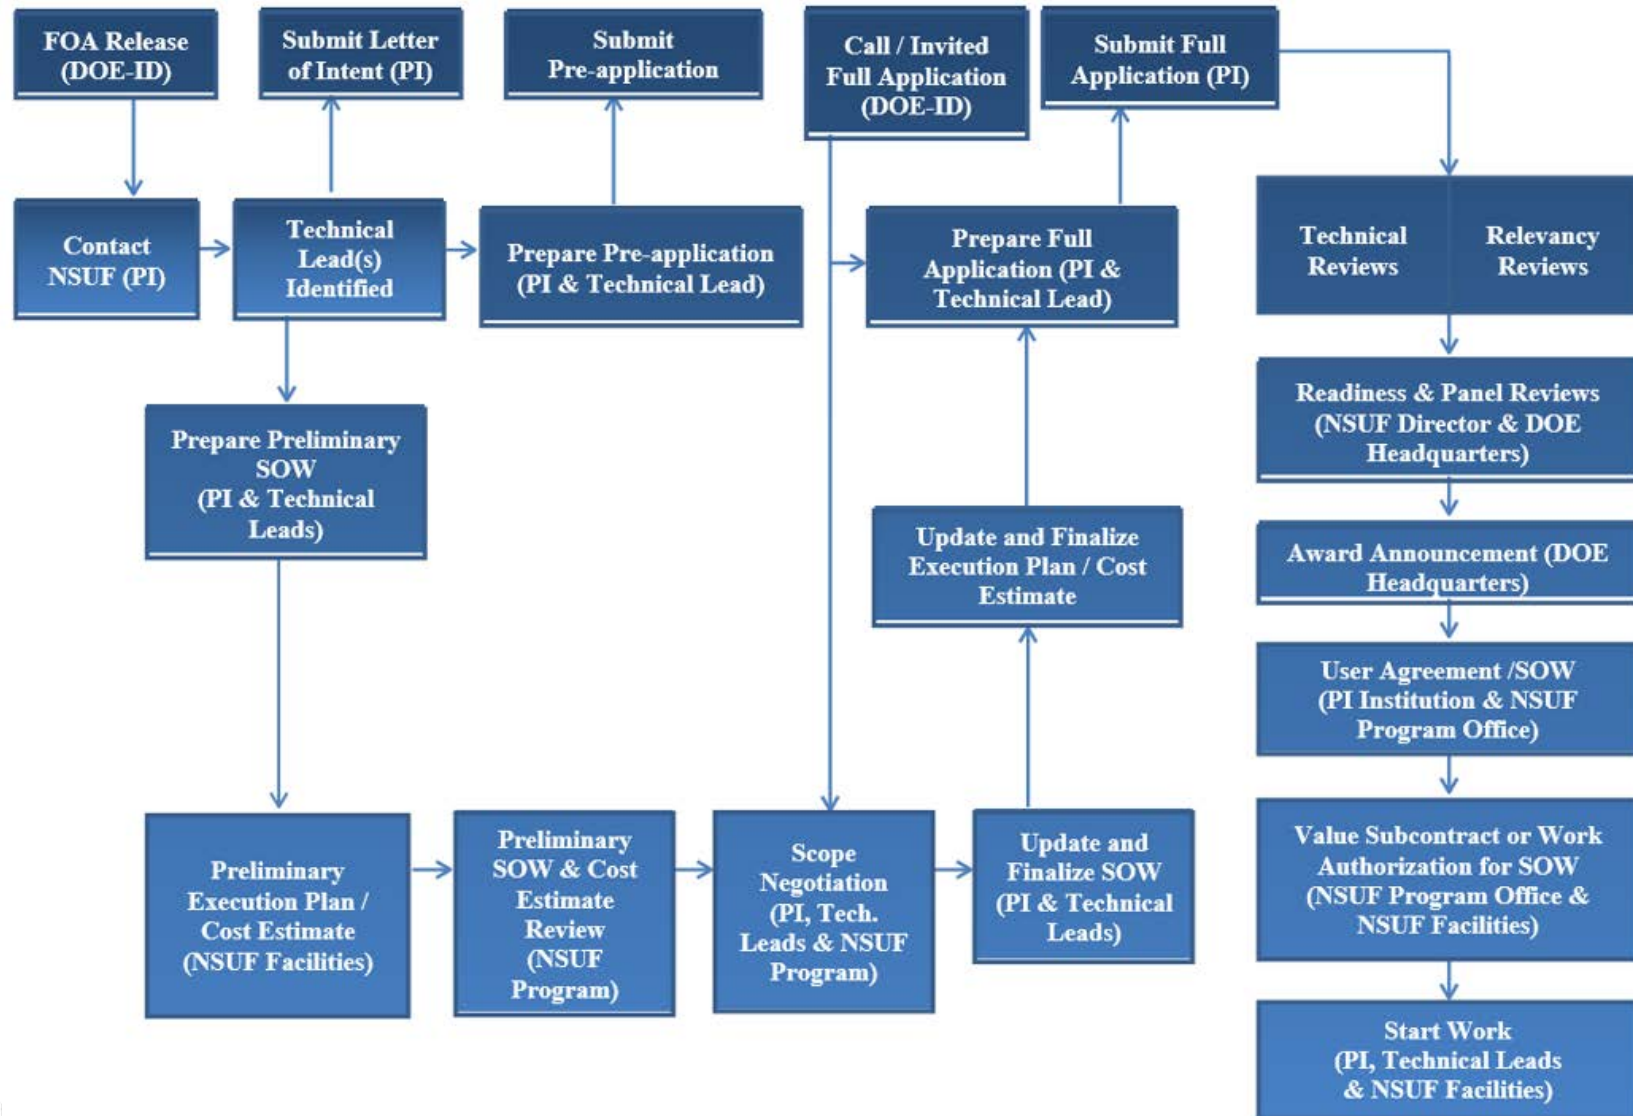 FOA Release
(DOE-ID)
Submit Letter
of Intent (PI)
Submit
Pre-application
Call / Invited
Full Application
(DOE-ID)
Submit Full
Application (PI)
Contact
NSUF (PI)
Technical
Lead(s)
Identified
Prepare Pre-application
(PI & Technical Lead)
Prepare Full
Application (PI &
Technical Lead)
Technical
Reviews
Relevancy
Reviews
Prepare Preliminary
SOW
(PI & Technical
Leads)
Readiness & Panel Reviews
(NSUF Director & DOE
Headquarters)
Update and Finalize
Execution Plan / Cost
Estimate
Award Announcement (DOE
Headquarters)
User Agreement /SOW
(PI Institution & NSUF
Program Office)
Preliminary
Execution Plan /
Cost Estimate
(NSUF Facilities)
Preliminary
SOW & Cost
Estimate
Review
(NSUF
Program)
Scope
Negotiation
(PI, Tech.
Leads & NSUF
Program)
Update and
Finalize SOW
(PI & Technical
Leads)
Value Subcontract or Work
Authorization for SOW
(NSUF Program Office &
NSUF Facilities)
Start Work
(PI, Technical Leads
& NSUF Facilities)